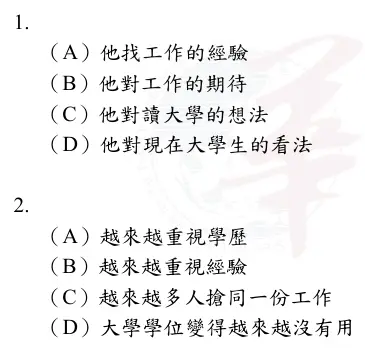 1.
（A）他找工作的經驗
（B）他對工作的期待
（C）他對讀大學的想法
（D）他對現在大學生的看法
2.
（A）越來越重視學歷
（B）越來越重視經驗
（C）越來越多人搶同一份工作
（D）大學學位變得越來越沒有用